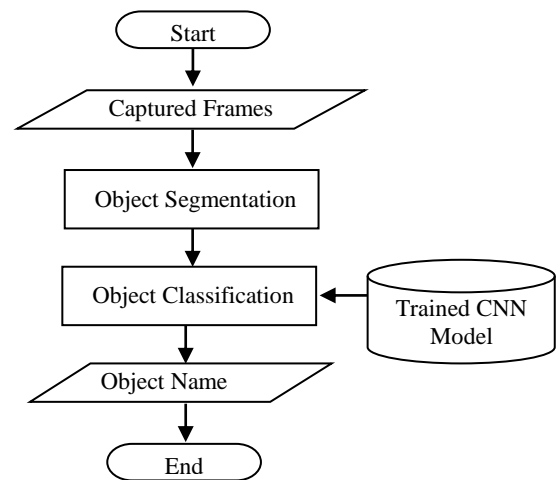 Start
Captured Frames
Object Segmentation
Object Classification
Trained CNN
Model
Object Name
End